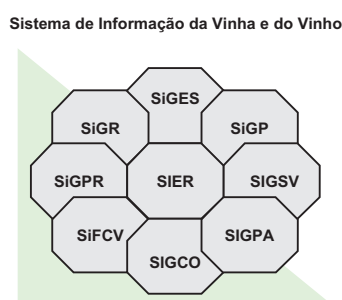 Sistema de Informação da Vinha e do Vinho
SiGES
SiGR
SiGP
SiGPR
SIER
SIGSV
SiFCV
SIGPA
SIGCO